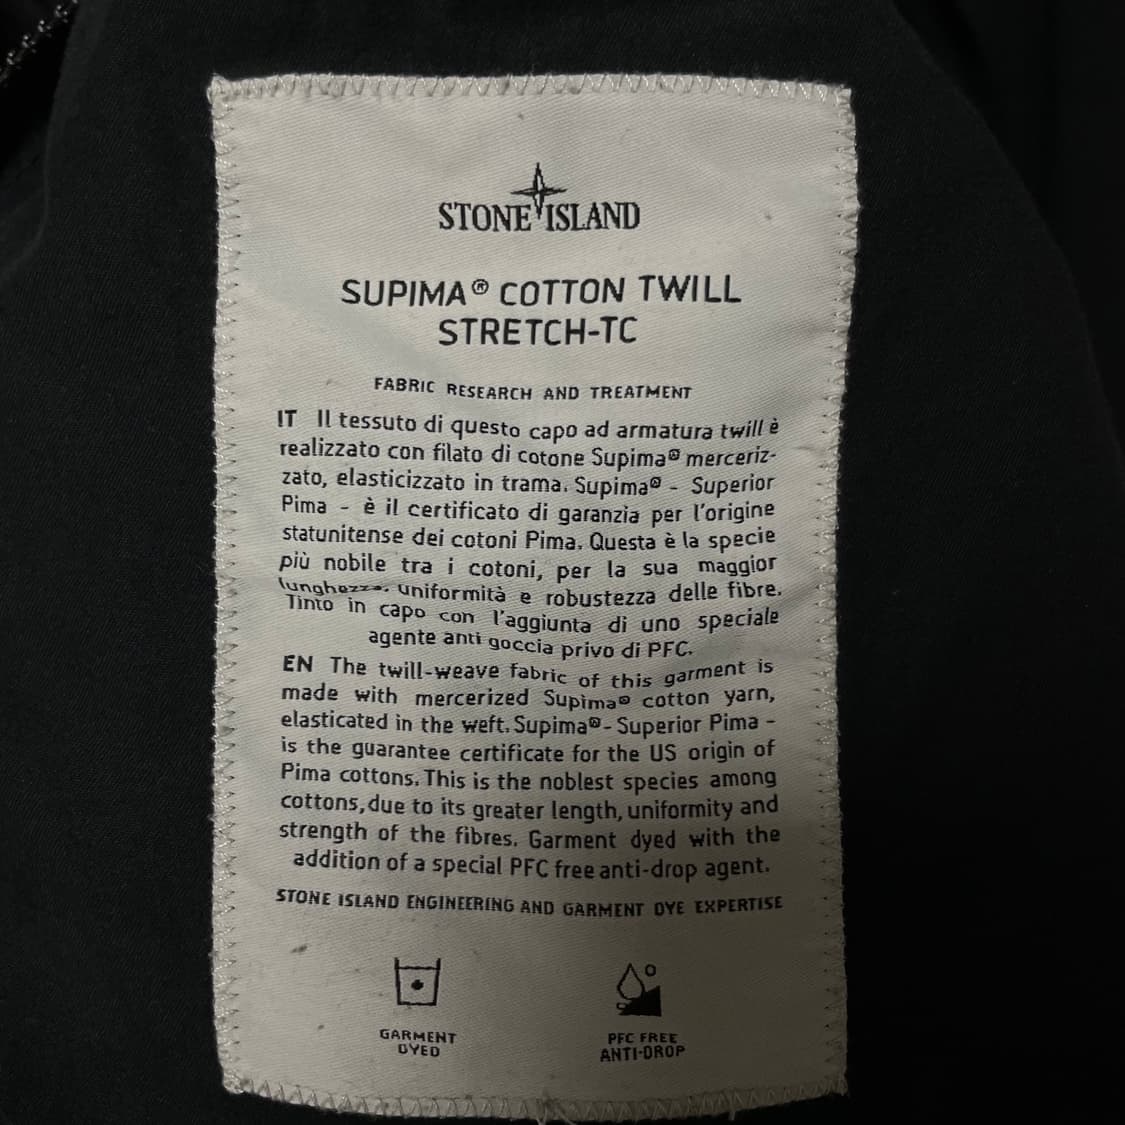 STONE ISLAND
SUPIMA® COTTON TWILL
STRETCH-TC
FABRIC RESEARCH AND TREATMENT
IT Il tessuto di questo capo ad armatura twill è
realizzato con filato di cotone Supima® merceriz-
zato, elasticizzato in trama. Supima® - Superior
Pima - è il certificato di garanzia per l'origine
statunitense dei cotoni Pima. Questa è la specie
più nobile tra i cotoni, per la sua maggior
lunghezza, uniformità e robustezza delle fibre.
Tinto in capo con l'aggiunta di uno speciale
agente anti goccia privo di PFC.
EN The twill-weave fabric of this garment is
made with mercerized Supima® cotton yarn,
elasticated in the weft. Supima® - Superior Pima -
is the guarantee certificate for the US origin of
Pima cottons. This is the noblest species among
cottons, due to its greater length, uniformity and
strength of the fibres. Garment dyed with the
addition of a special PFC free anti-drop agent.
STONE ISLAND ENGINEERING AND GARMENT DYE EXPERTISE
GARMENT
DYED
PFC FREE
ANTI-DROP